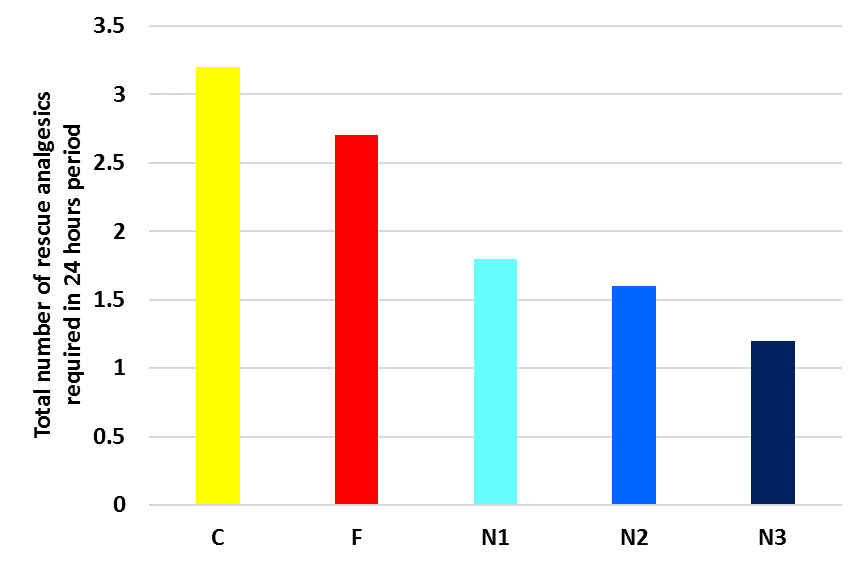 Total number of rescue analgesics
required in 24 hours period
3.5
3
2.5
2
1.5
1
0.5
0
C F N1 N2 N3